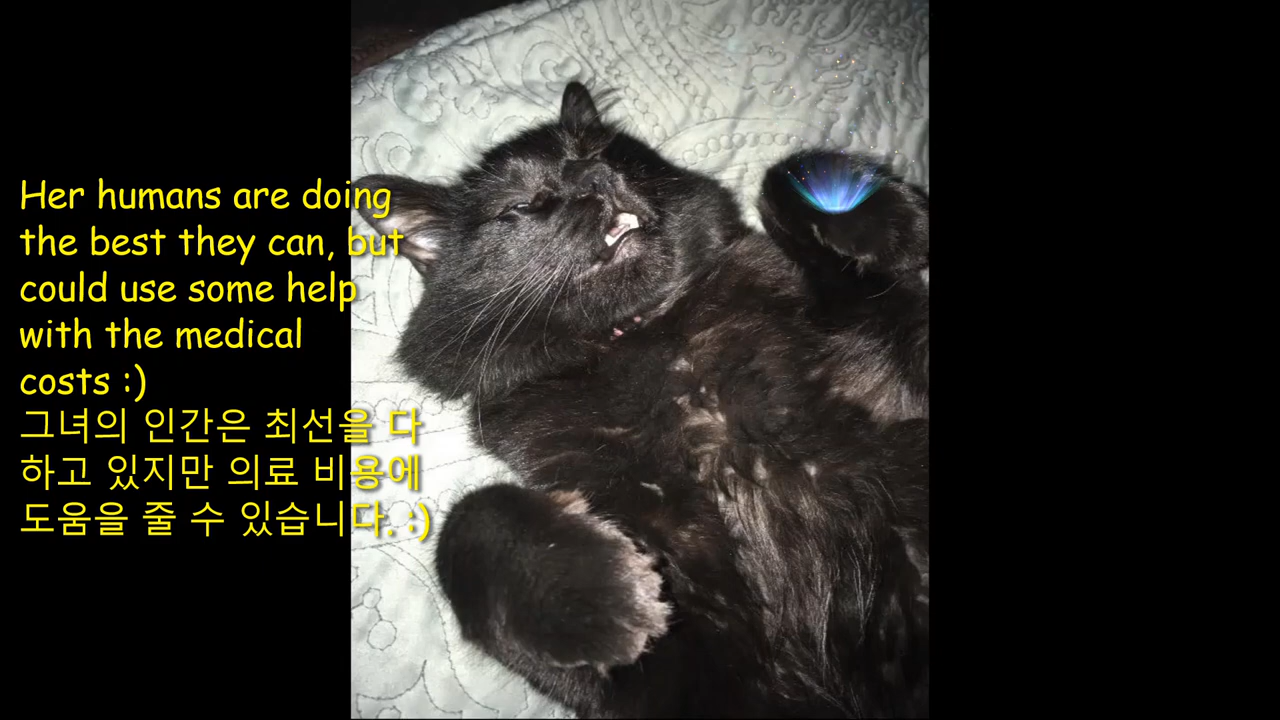 Her humans are doing
the best they can, but
could use some help
with the medical
costs :)
그녀의 인간은 최선을 다
하고 있지만 의료 비용에
도움을 줄 수 있습니다. :)